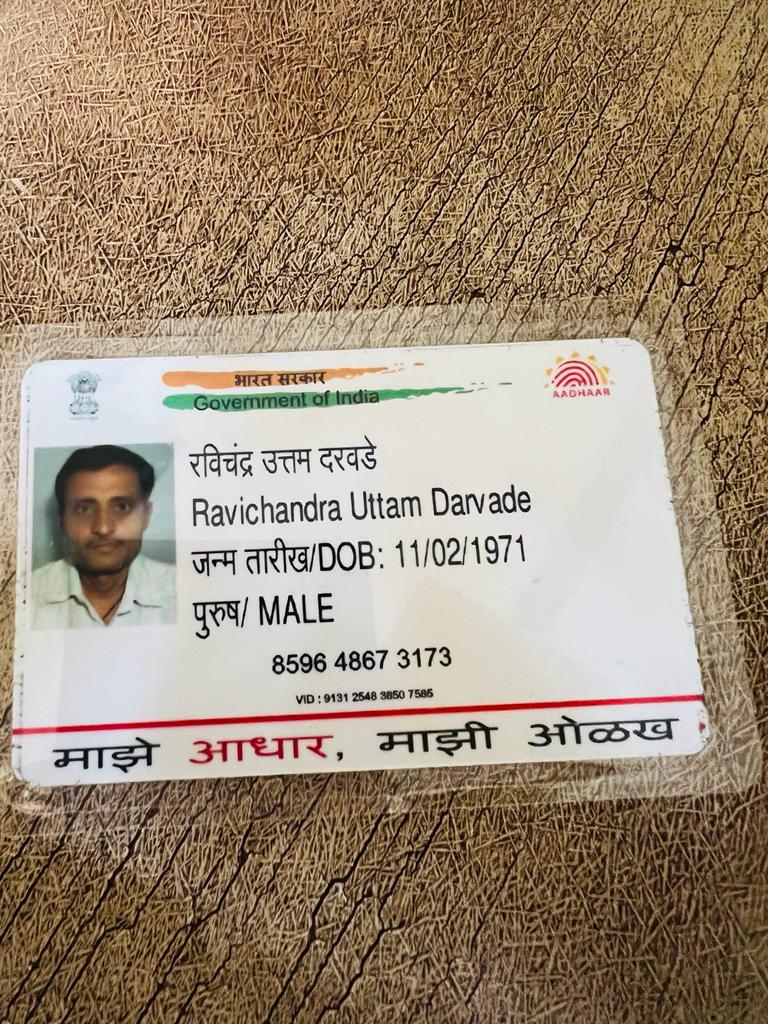 भारत सरकार
Government of India
AADHAAR
रविचंद्र उत्तम दरवडे
Ravichandra Uttam Darvade
जन्म तारीख/DOB: 11/02/1971
पुरुष/ MALE
8596 4867 3173
VID : 9131 2548 3850 7585
माझे आधार, माझी ओळख